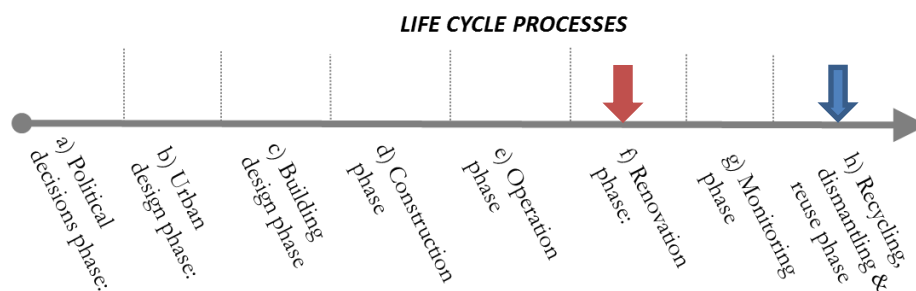 LIFE CYCLE PROCESSES
a) Political
decisions phase:
b) Urban
design phase:
c) Building
design phase
d) Construction
phase
e) Operation
phase
f) Renovation
phase:
g) Monitoring
phase
h) Recycling,
dismantling &
reuse phase